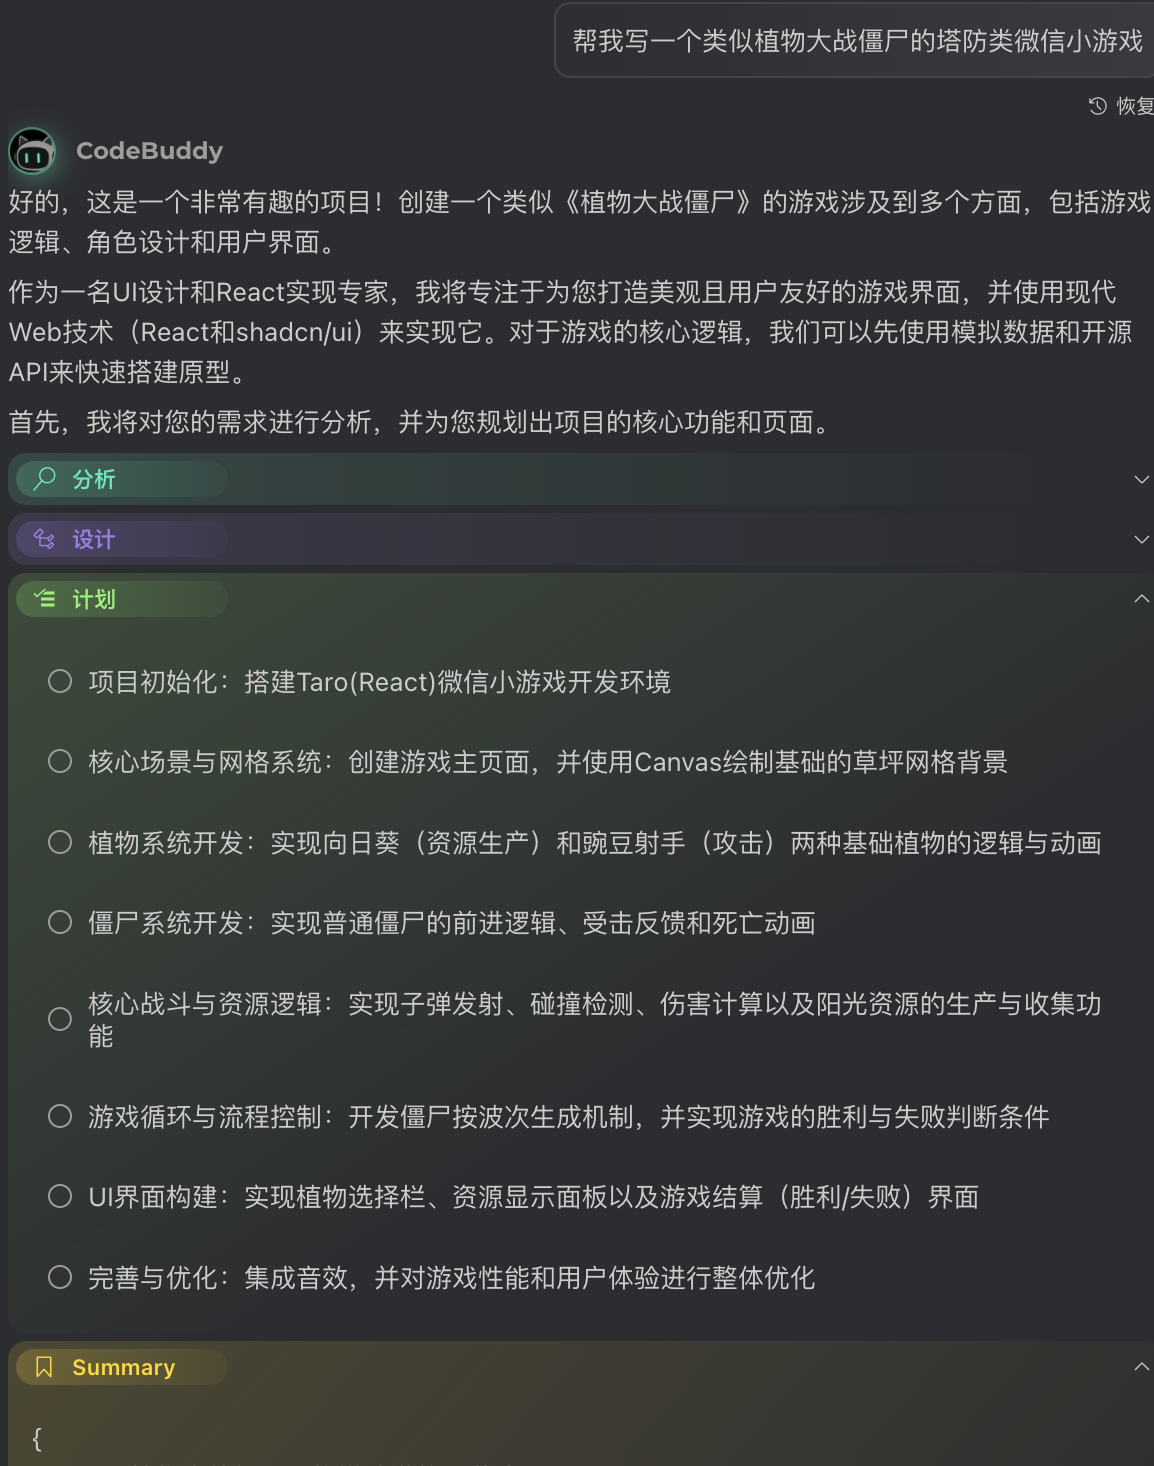 帮我写一个类似植物大战僵尸的塔防类微信小游戏
恢复
CodeBuddy
好的，这是一个非常有趣的项目！创建一个类似《植物大战僵尸》的游戏涉及到多个方面，包括游戏
逻辑、角色设计和用户界面。
作为一名UI设计和React实现专家，我将专注于为您打造美观且用户友好的游戏界面，并使用现代
Web技术（React和shadcn/ui）来实现它。对于游戏的核心逻辑，我们可以先使用模拟数据和开源
API来快速搭建原型。
首先，我将对您的需求进行分析，并为您规划出项目的核心功能和页面。
分析
设计
计划
项目初始化：搭建Taro(React)微信小游戏开发环境
核心场景与网格系统：创建游戏主页面，并使用Canvas绘制基础的草坪网格背景
植物系统开发：实现向日葵（资源生产）和豌豆射手（攻击）两种基础植物的逻辑与动画
僵尸系统开发：实现普通僵尸的前进逻辑、受击反馈和死亡动画
核心战斗与资源逻辑：实现子弹发射、碰撞检测、伤害计算以及阳光资源的生产与收集功
能
游戏循环与流程控制：开发僵尸按波次生成机制，并实现游戏的胜利与失败判断条件
UI界面构建：实现植物选择栏、资源显示面板以及游戏结算（胜利/失败）界面
完善与优化：集成音效，并对游戏性能和用户体验进行整体优化
Summary
{